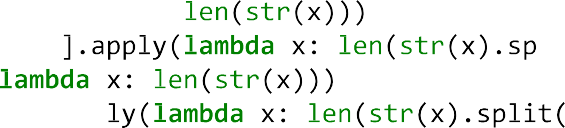 len(str(x)))
].apply(lambda x: len(str(x).sp
lambda x: len(str(x)))
ly(lambda x: len(str(x).split(